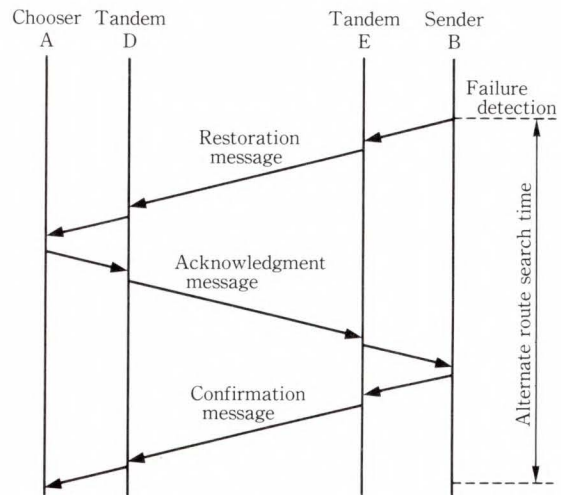 Chooser Tandem Tandem Sender
A D E B
Failure
detection
Restoration
message
Acknowledgment
message
Confirmation
message
Alternate route search time